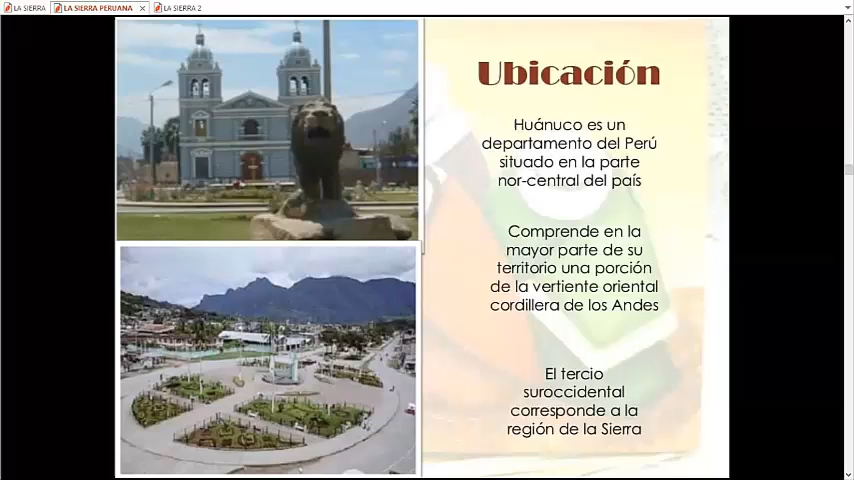 LA SIERRA
LA SIERRA PERUANA
LA SIERRA 2
Ubicación
Huánuco es un
departamento del Perú
situado en la parte
nor-central del país
Comprende en la
mayor parte de su
territorio una porción
de la vertiente oriental
cordillera de los Andes
El tercio
suroccidental
corresponde a la
región de la Sierra